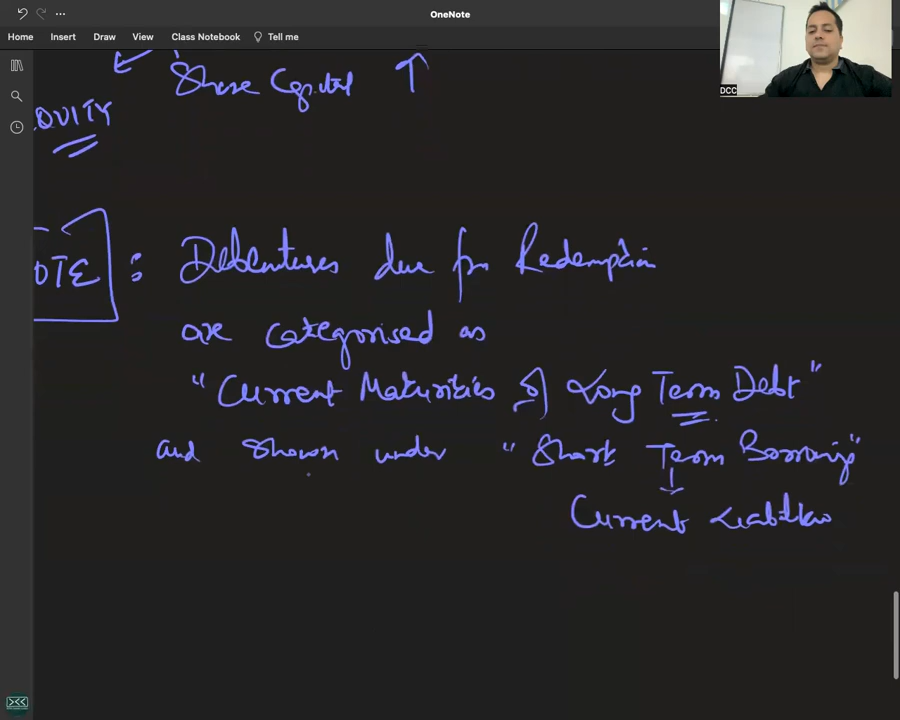 OneNote
Home Insert Draw View Class Notebook Tell me
DCC
Share Capital ↑
QUITY
OTE : Debentures due for Redemption
are categorised as
"Current Maturities of Long Term Debt"
and shown under "Short Term Borrowings"
Current Liabilities